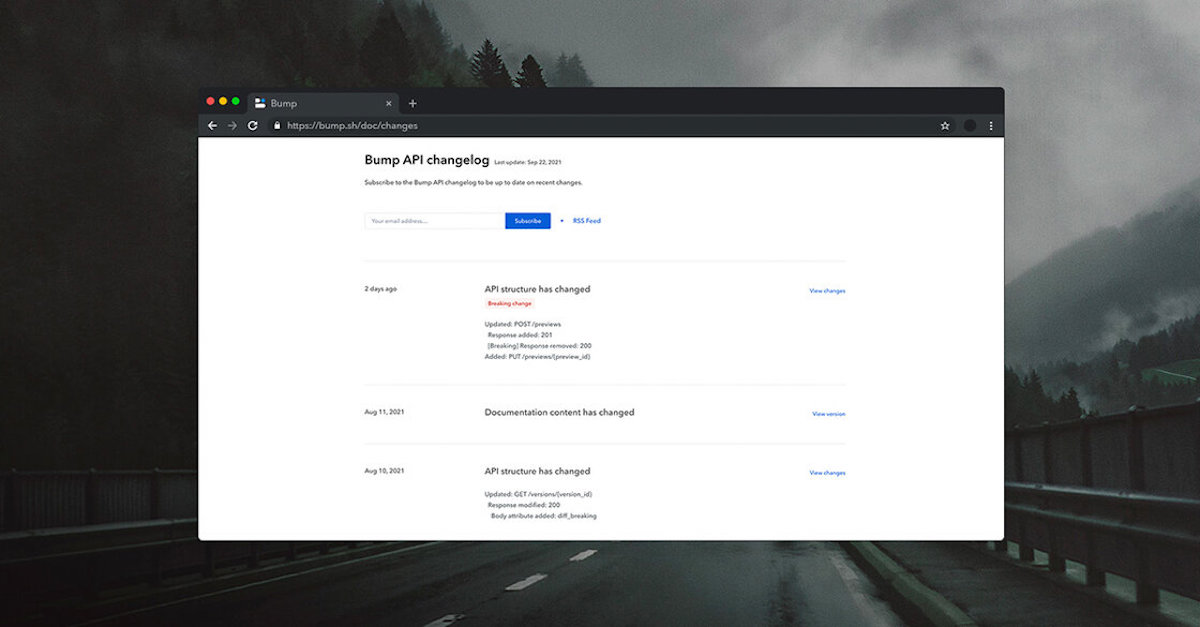 Bump
https://bump.sh/doc/changes
Bump API changelog Last update: Sep 22, 2021
Subscribe to the Bump API changelog to be up to date on recent changes.
Your email address... Subscribe • RSS Feed
2 days ago API structure has changed View changes
Breaking change
Updated: POST /previews
Response added: 201
[Breaking] Response removed: 200
Added: PUT /previews/{preview_id}
Aug 11, 2021 Documentation content has changed View version
Aug 10, 2021 API structure has changed View changes
Updated: GET /versions/{version_id}
Response modified: 200
Body attribute added: diff_breaking